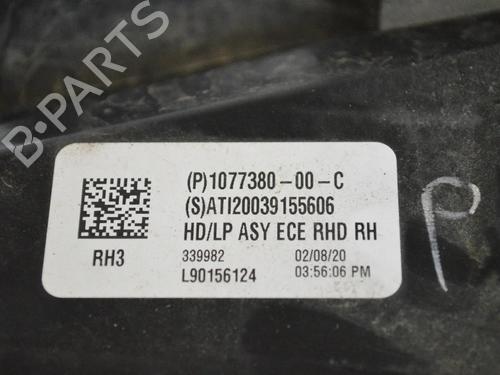 B-PARTS
(P)1077380-00-C
(S)ATI20039155606
HD/LP ASY ECE RHD RH
RH3
339982 02/08/20
L90156124 03:56:06 PM
P